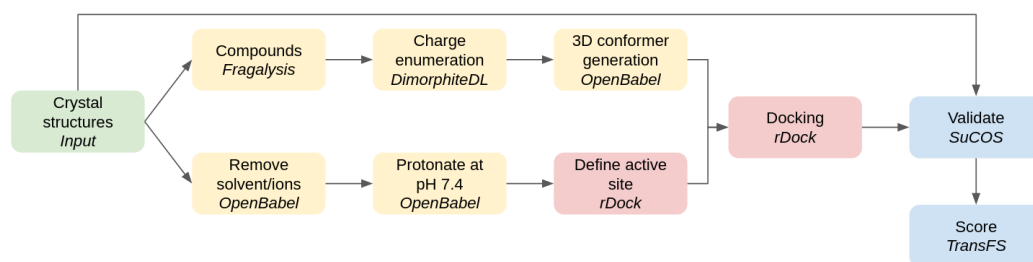 Crystal
structures
Input
Compounds
Fragalysis
Charge
enumeration
DimorphiteDL
3D conformer
generation
OpenBabel
Remove
solvent/ions
OpenBabel
Protonate at
pH 7.4
OpenBabel
Define active
site
rDock
Docking
rDock
Validate
SuCOS
Score
TransFS